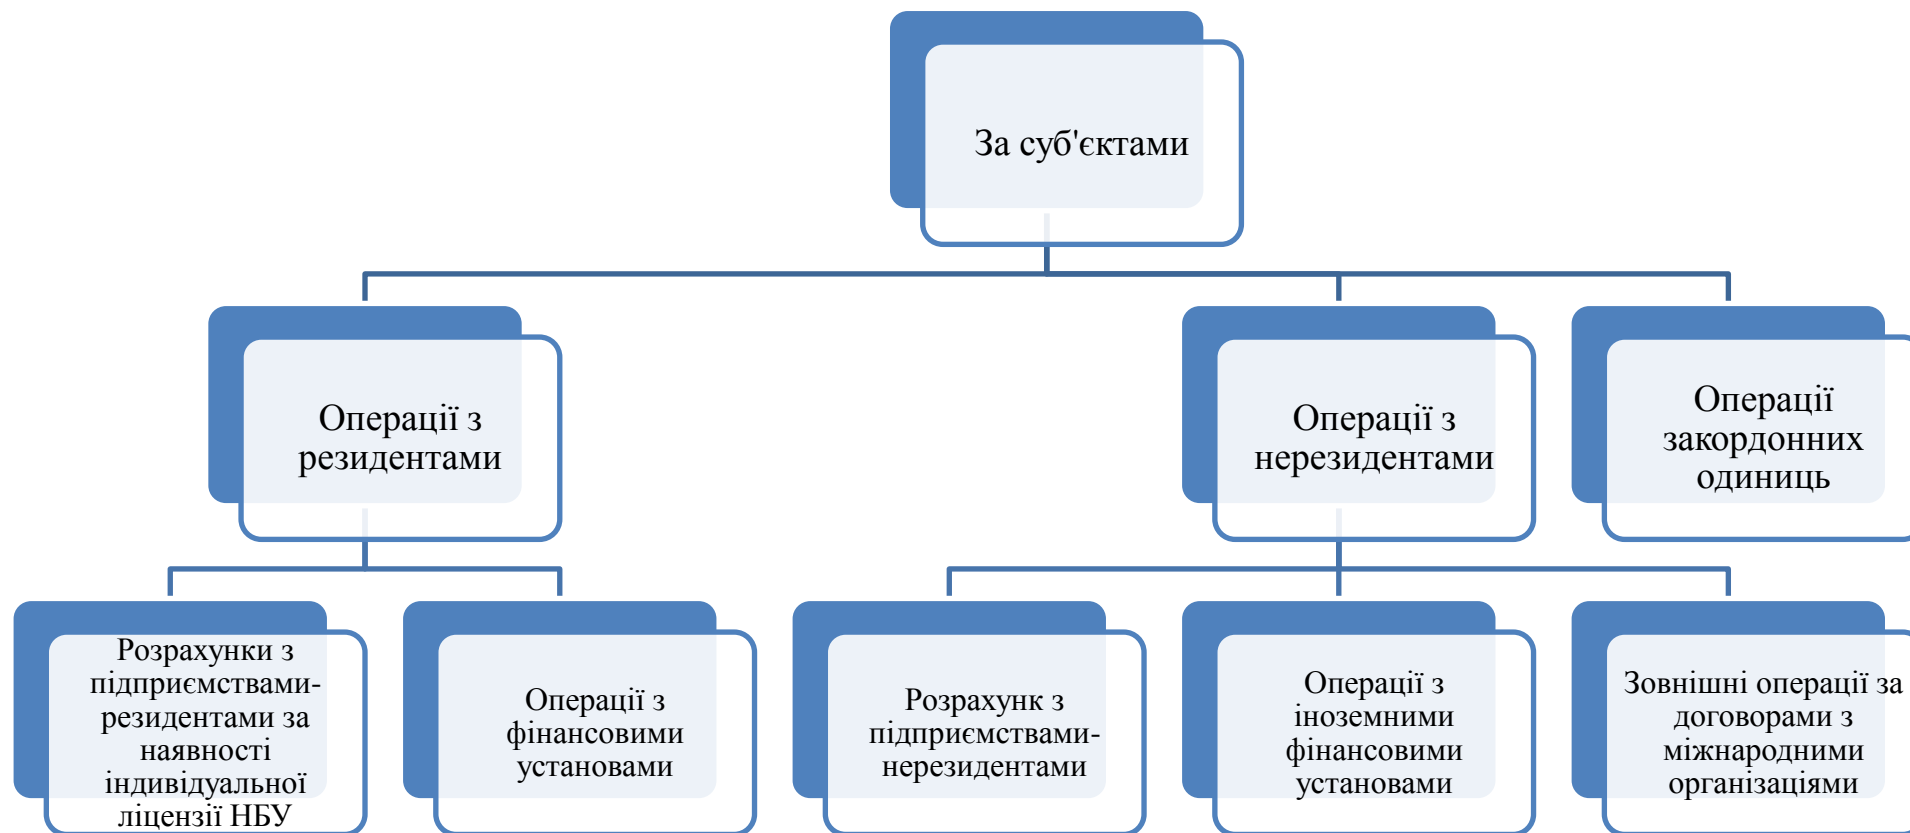 За суб'єктами
Операції з
резидентами
Операції з
нерезидентами
Операції
закордонних
одиниць
Розрахунки з
підприємствами-
резидентами за
наявності
індивідуальної
ліцензії НБУ
Операції з
фінансовими
установами
Розрахунк з
підприємствами-
нерезидентами
Операції з
іноземними
фінансовими
установами
Зовнішні операції за
договорами з
міжнародними
організаціями